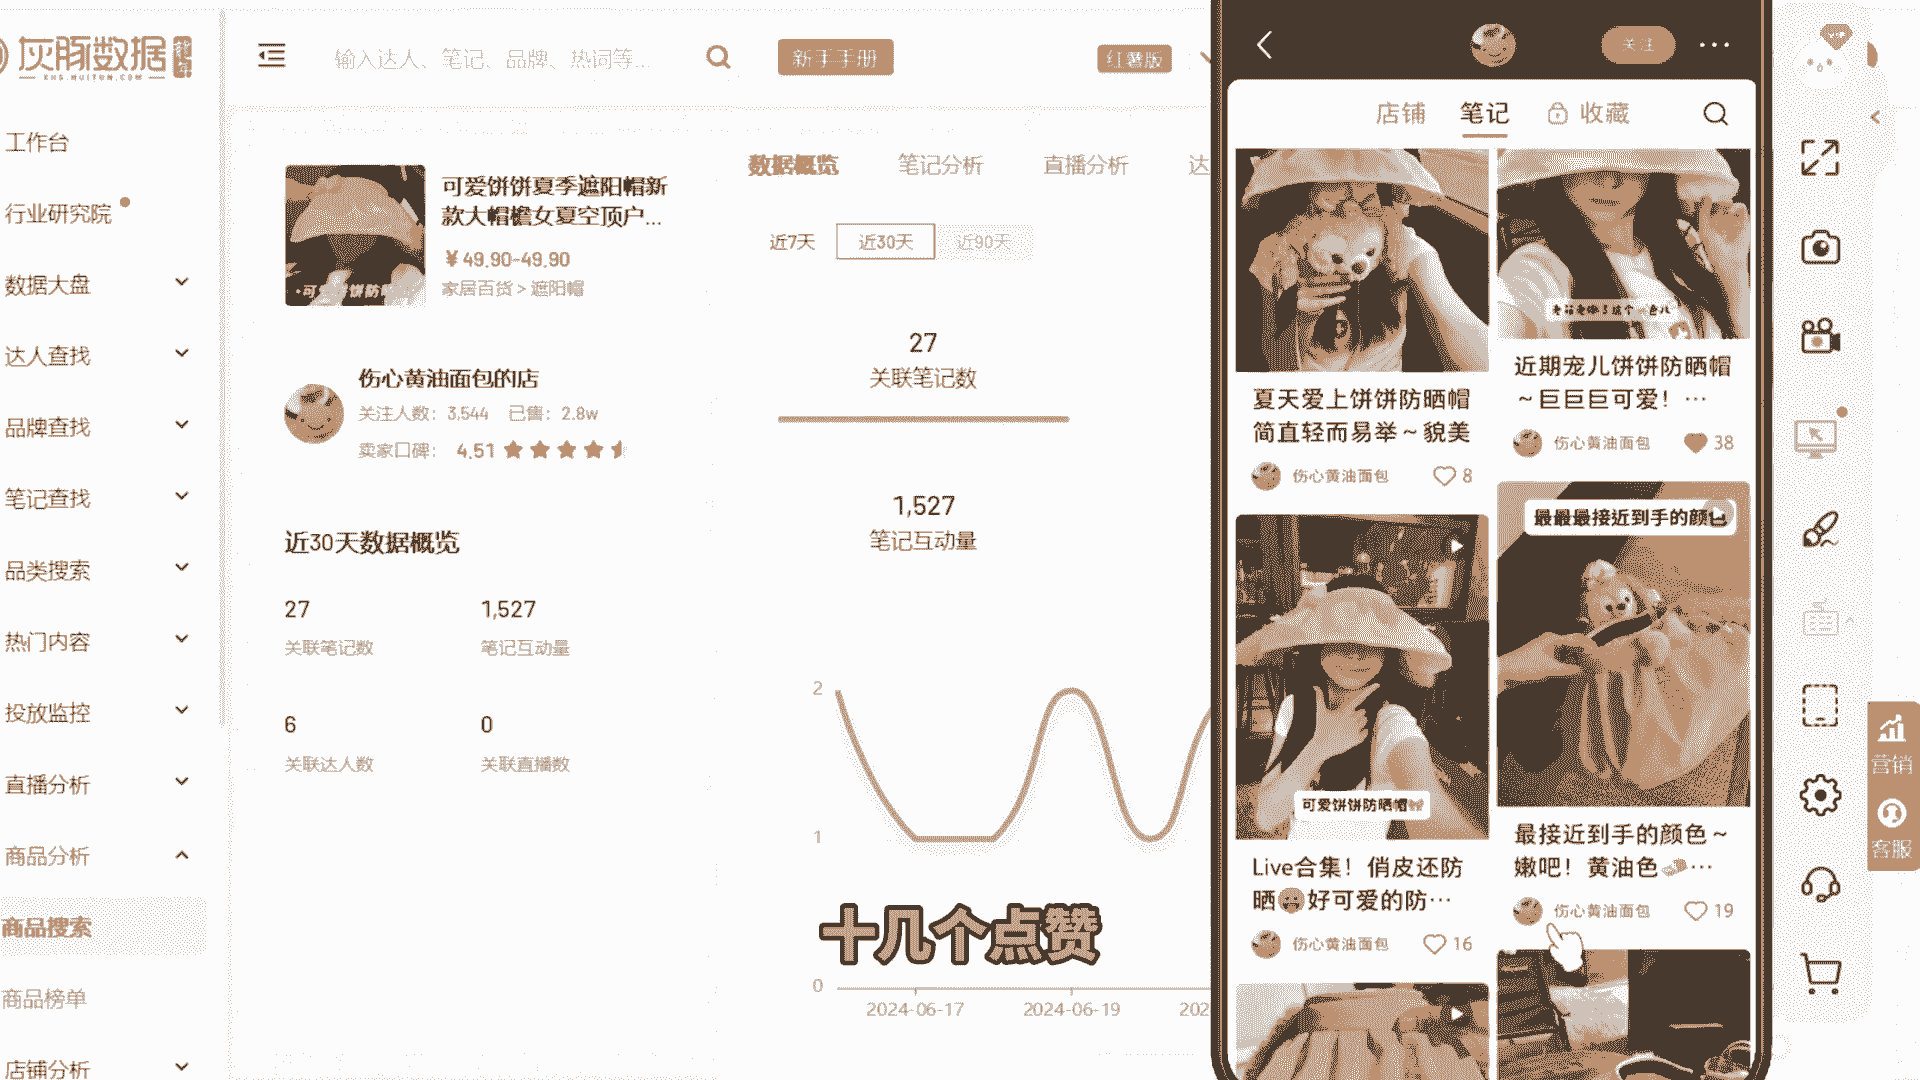 灰豚数据
XHS.HUITUN.COM
输入达人、笔记、品牌、热词等...
新手手册
红薯版
工作台
行业研究院
数据大盘
达人查找
品牌查找
笔记查找
品类搜索
热门内容
投放监控
直播分析
商品分析
商品搜索
商品榜单
店铺分析
可爱饼饼夏季遮阳帽新
款大帽檐女夏空顶户...
￥49.90-49.90
家居百货 > 遮阳帽
伤心黄油面包的店
关注人数：3,544 已售：2.8w
卖家口碑：4.51
近30天数据概览
27
关联笔记数
1,527
笔记互动量
6
关联达人数
0
关联直播数
数据概览 笔记分析 直播分析 达
近7天 近30天 近90天
27
关联笔记数
1,527
笔记互动量
2
1
0
2024-06-17 2024-06-19 202
十几个点赞
关注
店铺 笔记 收藏
夏天爱上饼饼防晒帽
简直轻而易举～貌美
伤心黄油面包 8
近期宠儿饼饼防晒帽
～巨巨巨可爱！…
伤心黄油面包 38
可爱饼饼防晒帽
Live合集！俏皮还防
晒好可爱的防…
伤心黄油面包 16
最最最接近到手的颜色
最接近到手的颜色～
嫩吧！黄油色…
伤心黄油面包 19
营销
客服